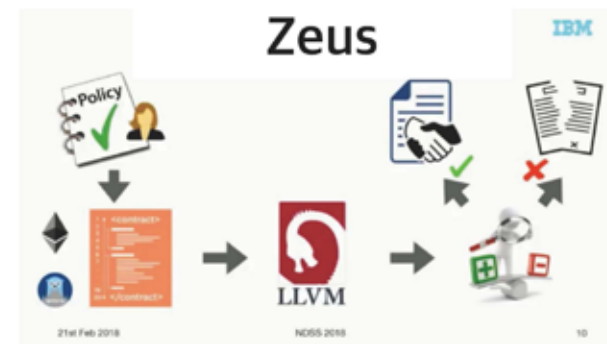 Zeus
IBM
Policy
<contract>
</contract>
LLVM
21st Feb 2018
NDSS 2018
10